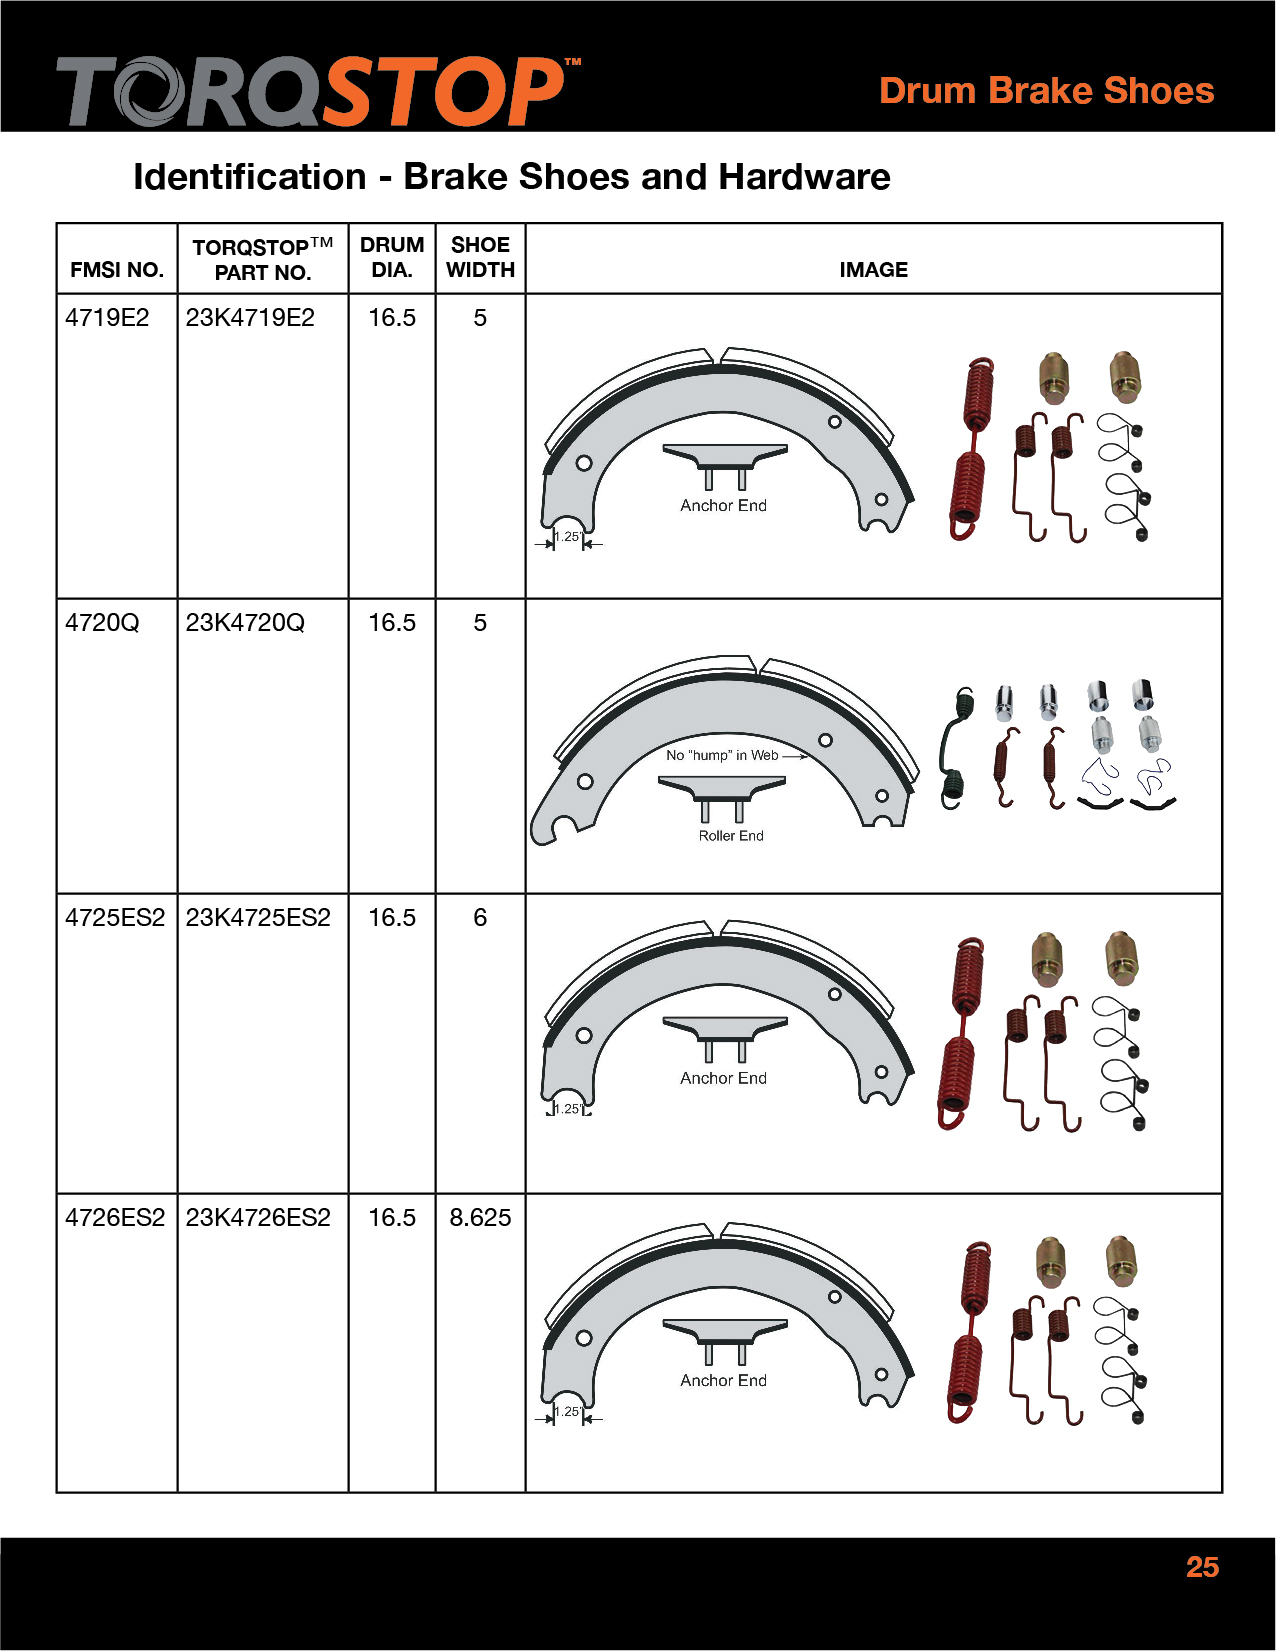 TORQSTOP™
Drum Brake Shoes
Identification - Brake Shoes and Hardware
FMSI NO.
TORQSTOP™
PART NO.
DRUM
DIA.
SHOE
WIDTH
IMAGE
4719E2 23K4719E2 16.5 5
Anchor End
1.25"
4720Q 23K4720Q 16.5 5
No "hump" in Web
Roller End
4725ES2 23K4725ES2 16.5 6
Anchor End
1.25"
4726ES2 23K4726ES2 16.5 8.625
Anchor End
1.25"
25